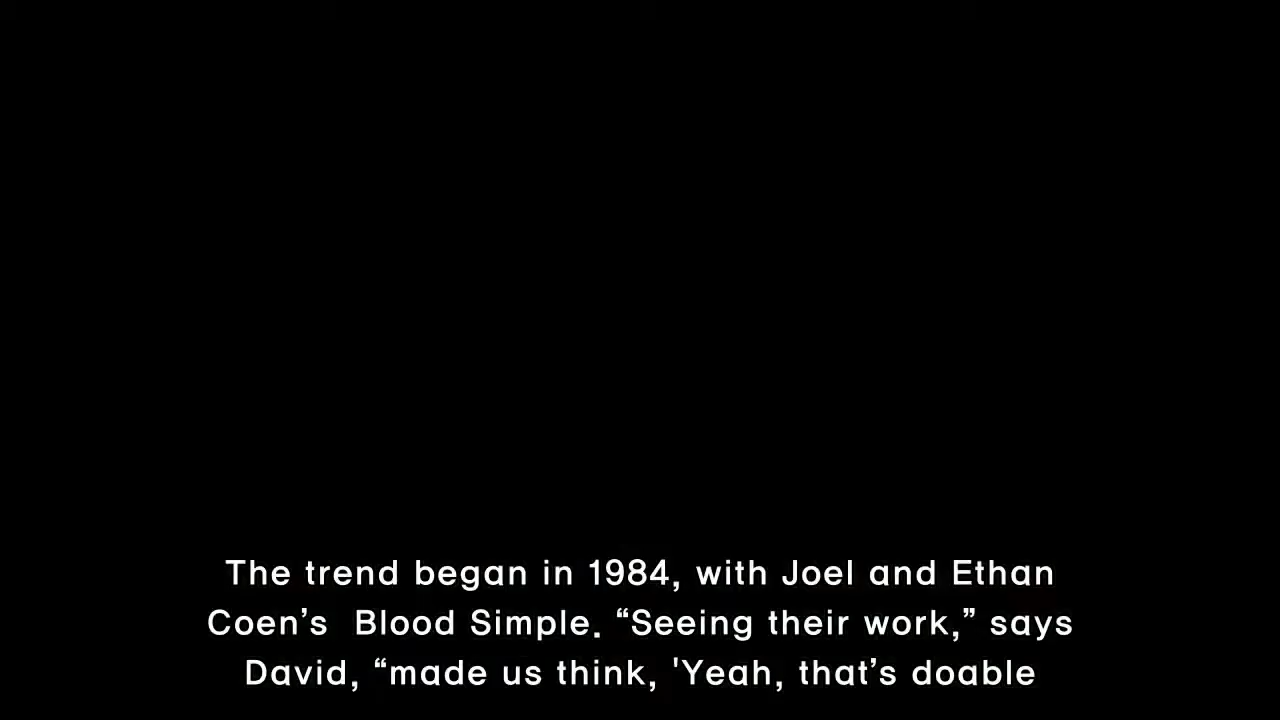 The trend began in 1984, with Joel and Ethan
Coen’s  Blood Simple. “Seeing their work,” says
David, “made us think, 'Yeah, that’s doable